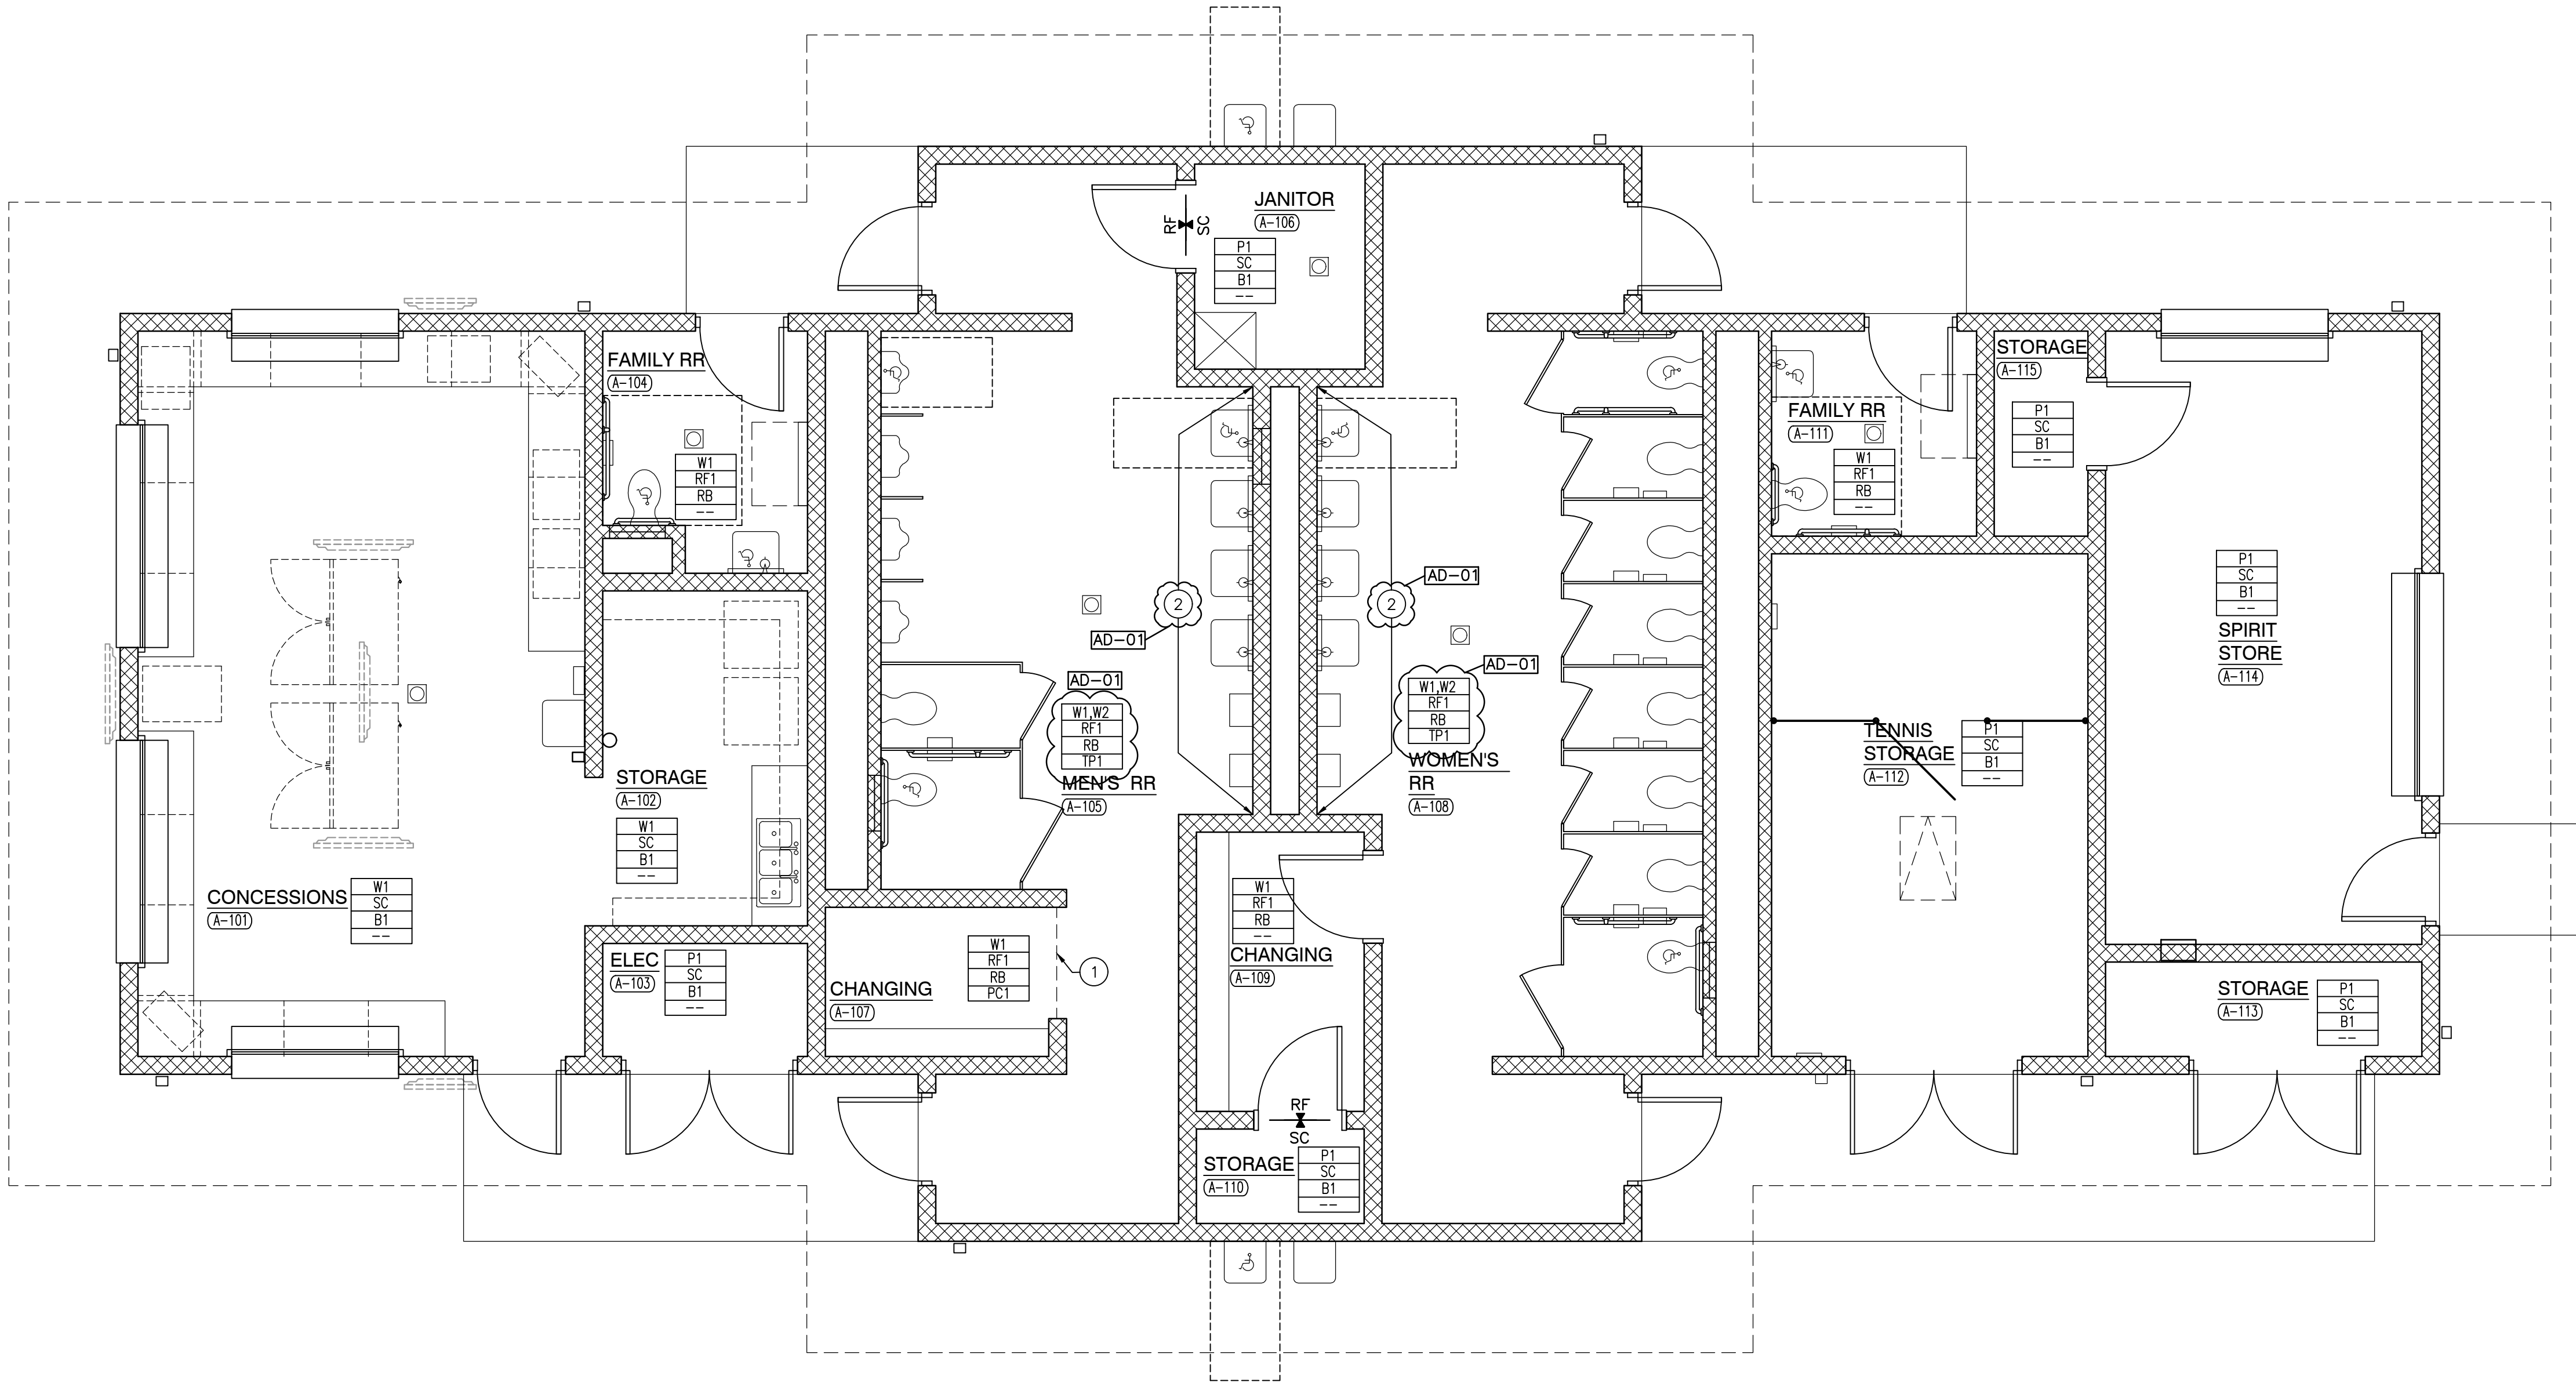 JANITOR
A-106
RF
SC
P1
SC
B1
--
FAMILY RR
A-104
W1
RF1
RB
--
STORAGE
A-115
P1
SC
B1
--
FAMILY RR
A-111
W1
RF1
RB
--
2
AD-01
2
AD-01
P1
SC
B1
--
SPIRIT
STORE
A-114
AD-01
W1,W2
RF1
RB
TP1
MEN'S RR
A-105
AD-01
W1,W2
RF1
RB
TP1
WOMEN'S
RR
A-108
TENNIS
STORAGE
A-112
P1
SC
B1
--
STORAGE
A-102
W1
SC
B1
--
CONCESSIONS
A-101
W1
SC
B1
--
ELEC
A-103
P1
SC
B1
--
CHANGING
A-107
W1
RF1
RB
PC1
1
W1
RF1
RB
--
CHANGING
A-109
STORAGE
A-113
P1
SC
B1
--
RF
SC
STORAGE
A-110
P1
SC
B1
--